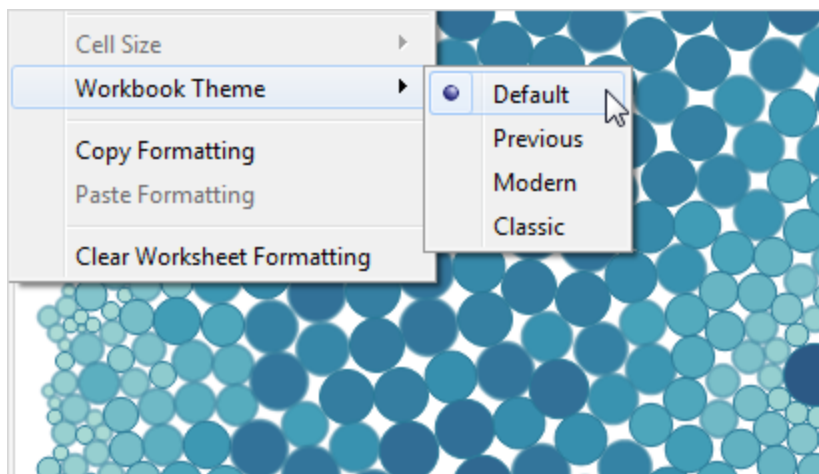 Cell Size
Workbook Theme
Default
Previous
Modern
Classic
Copy Formatting
Paste Formatting
Clear Worksheet Formatting